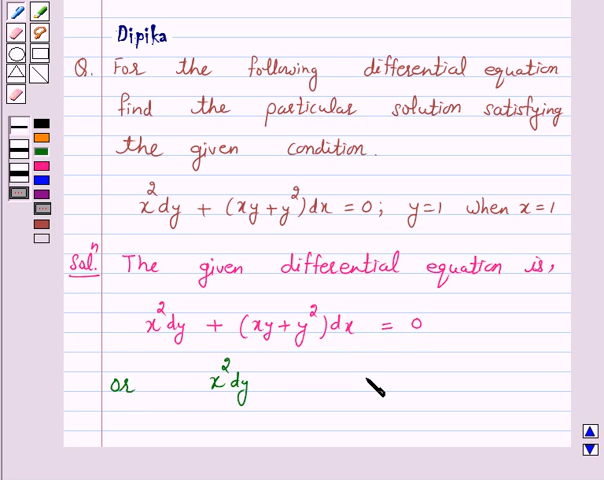 Dipika
Q. For the following differential equation
find the particular solution satisfying
the given condition.
x²dy + (xy+y²)dx = 0; y=1 when x=1
Solⁿ. The given differential equation is,
x²dy + (xy+y²)dx = 0
or x²dy